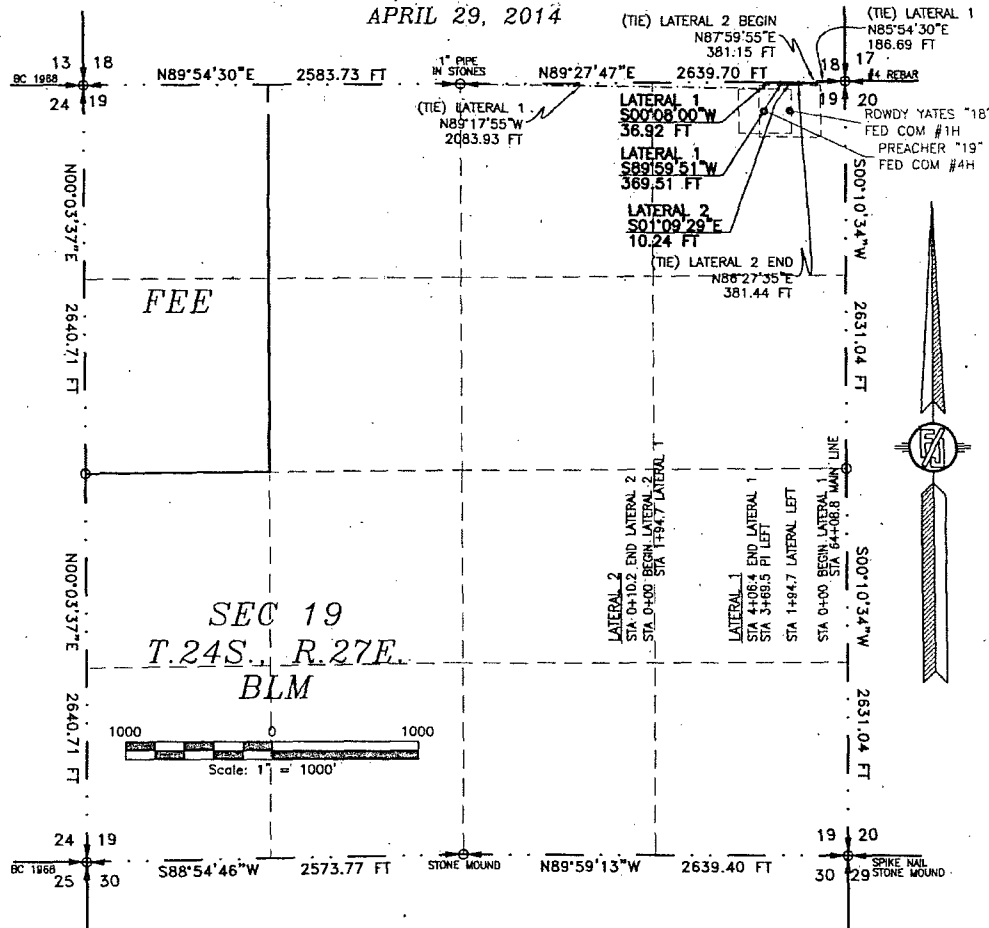 APRIL 29, 2014
(TIE) LATERAL 2 BEGIN
N87°59'55"E
381.15 FT
(TIE) LATERAL 1
N85°54'30"E
186.69 FT
13 18
BC 1968
24 19
N89°54'30"E 2583.73 FT
1" PIPE
IN STONES
N89°27'47"E 2639.70 FT
18 17
#4 REBAR
19 20
(TIE) LATERAL 1
N89°17'55"W
2083.93 FT
LATERAL 1
S00°08'00"W
36.92 FT
LATERAL 1
S89°59'51"W
369.51 FT
LATERAL 2
S01°09'29"E
10.24 FT
(TIE) LATERAL 2 END
N86°27'35"E
381.44 FT
ROWDY YATES "18"
FED COM #1H
PREACHER "19"
FED COM #4H
N00°03'37"E 2640.71 FT
S00°10'34"W 2631.04 FT
FEE
LATERAL 2
STA 0+10.2 END LATERAL 2
STA 0+00 BEGIN LATERAL 2
STA 1+94.7 LATERAL 1
LATERAL 1
STA 4+06.4 END LATERAL 1
STA 3+69.5 PI LEFT
STA 1+94.7 LATERAL LEFT
STA 0+00 BEGIN LATERAL 1
STA 64+08.8 MAIN LINE
N00°03'37"E 2640.71 FT
S00°10'34"W 2631.04 FT
SEC 19
T.24S., R.27E.
BLM
1000 0 1000
Scale: 1" = 1000'
24 19
BC 1968
25 30
S88°54'46"W 2573.77 FT
STONE MOUND
N89°59'13"W 2639.40 FT
19 20
30 29
SPIKE NAIL
STONE MOUND